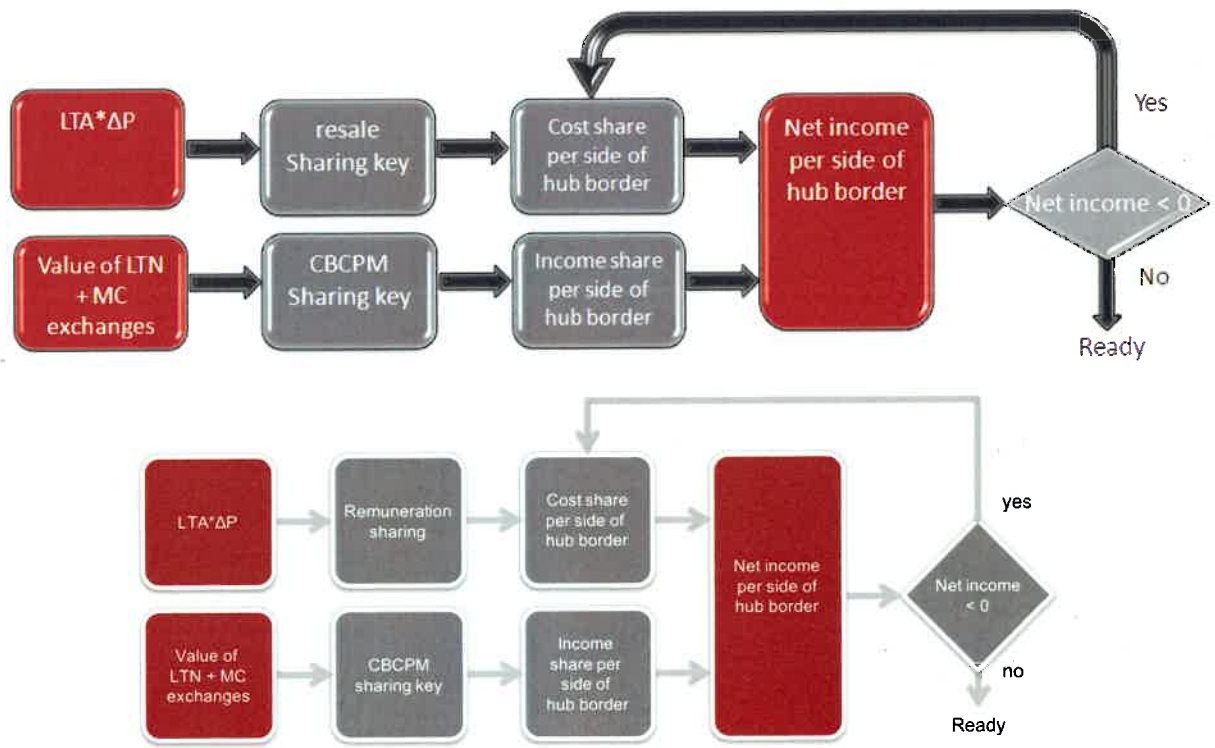 LTA*ΔP
resale
Sharing key
Cost share
per side of
hub border
Net income
per side of
hub border
Yes
Net income < 0
No
Ready
Value of LTN
+ MC
exchanges
CBCPM
Sharing key
Income share
per side of
hub border
LTA*ΔP
Remuneration
sharing
Cost share
per side of
hub border
Net income
per side of
hub border
yes
Net income
< 0
no
Ready
Value of
LTN + MC
exchanges
CBCPM
sharing key
Income
share per
side of
hub border